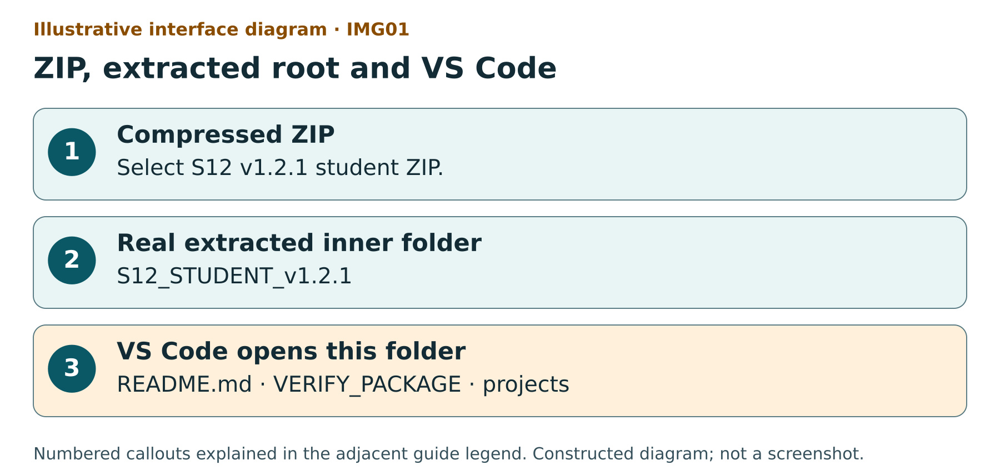 Illustrative interface diagram · IMG01
ZIP, extracted root and VS Code
1
Compressed ZIP
Select S12 v1.2.1 student ZIP.
2
Real extracted inner folder
S12_STUDENT_v1.2.1
3
VS Code opens this folder
README.md · VERIFY_PACKAGE · projects
Numbered callouts explained in the adjacent guide legend. Constructed diagram; not a screenshot.